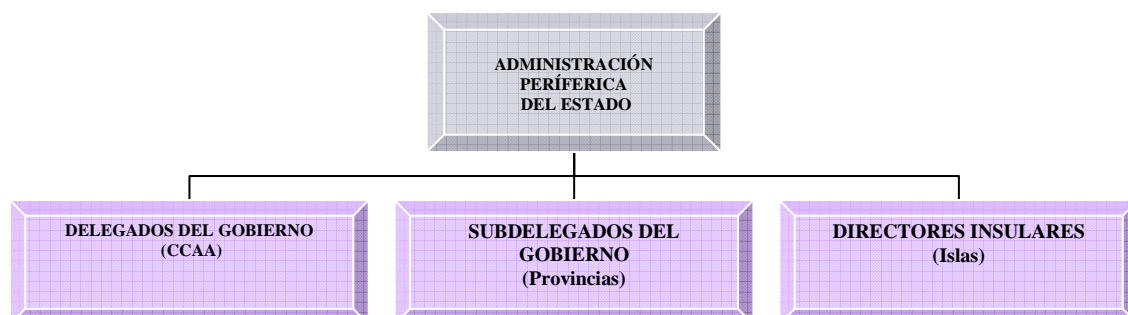 ADMINISTRACIÓN
PERÍFERICA
DEL ESTADO
DELEGADOS DEL GOBIERNO
(CCAA)
SUBDELEGADOS DEL
GOBIERNO
(Provincias)
DIRECTORES INSULARES
(Islas)